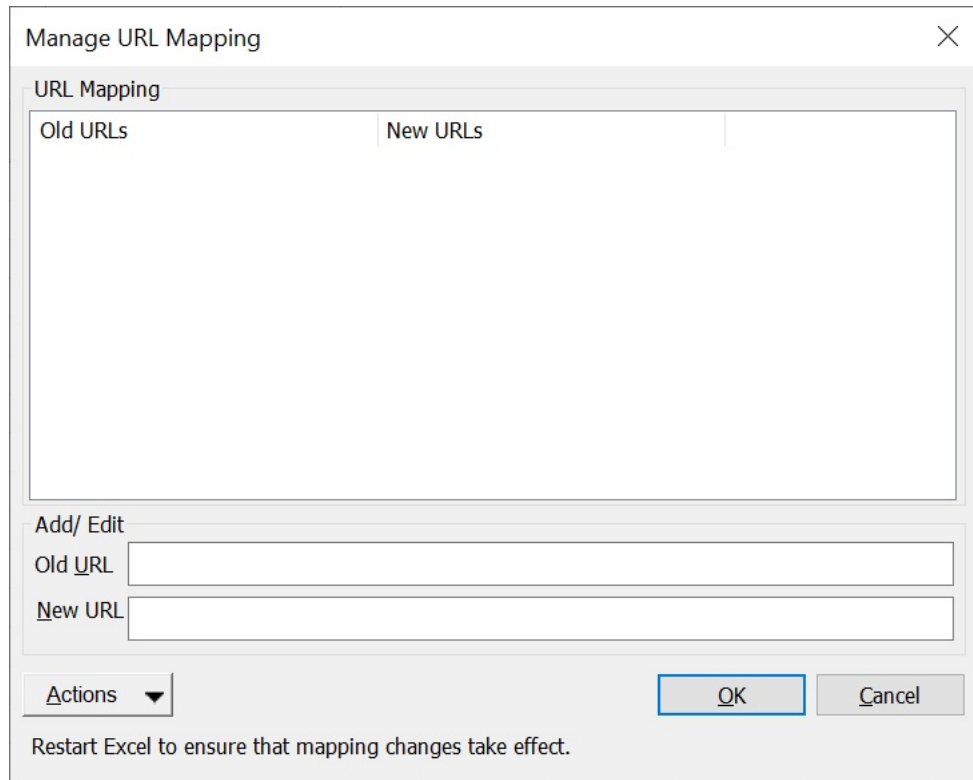 Manage URL Mapping
URL Mapping
Old URLs New URLs
Add/ Edit
Old URL
New URL
Actions OK Cancel
Restart Excel to ensure that mapping changes take effect.